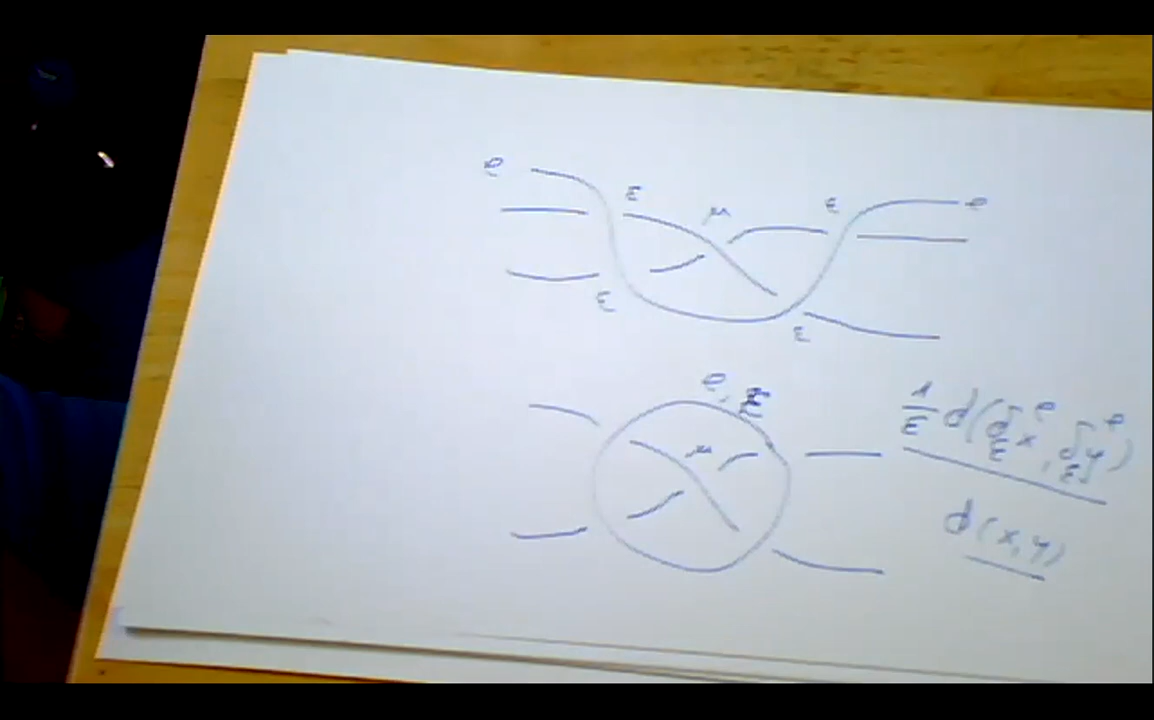 e
ε μ ε e
ε
ε
e, ε
μ
1/ε d(δ_ε^e x, δ_ε^e y)
d(x, y)